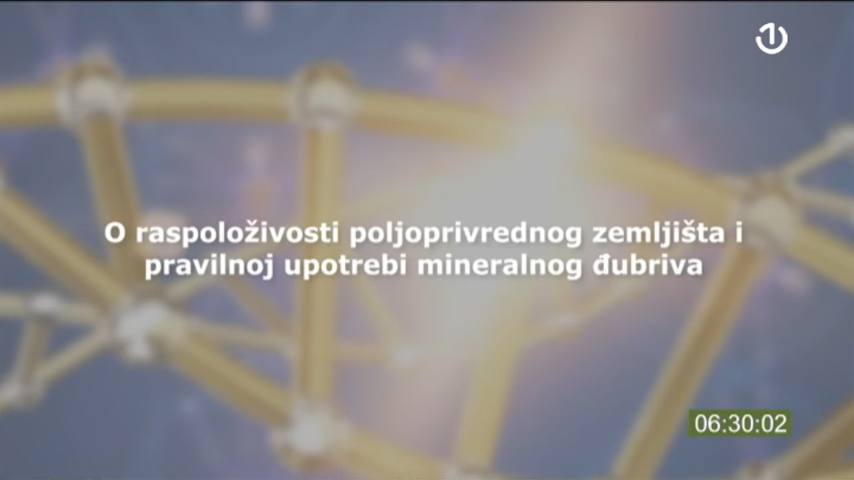 O raspoloživosti poljoprivrednog zemljišta i
pravilnoj upotrebi mineralnog đubriva
06:30:02